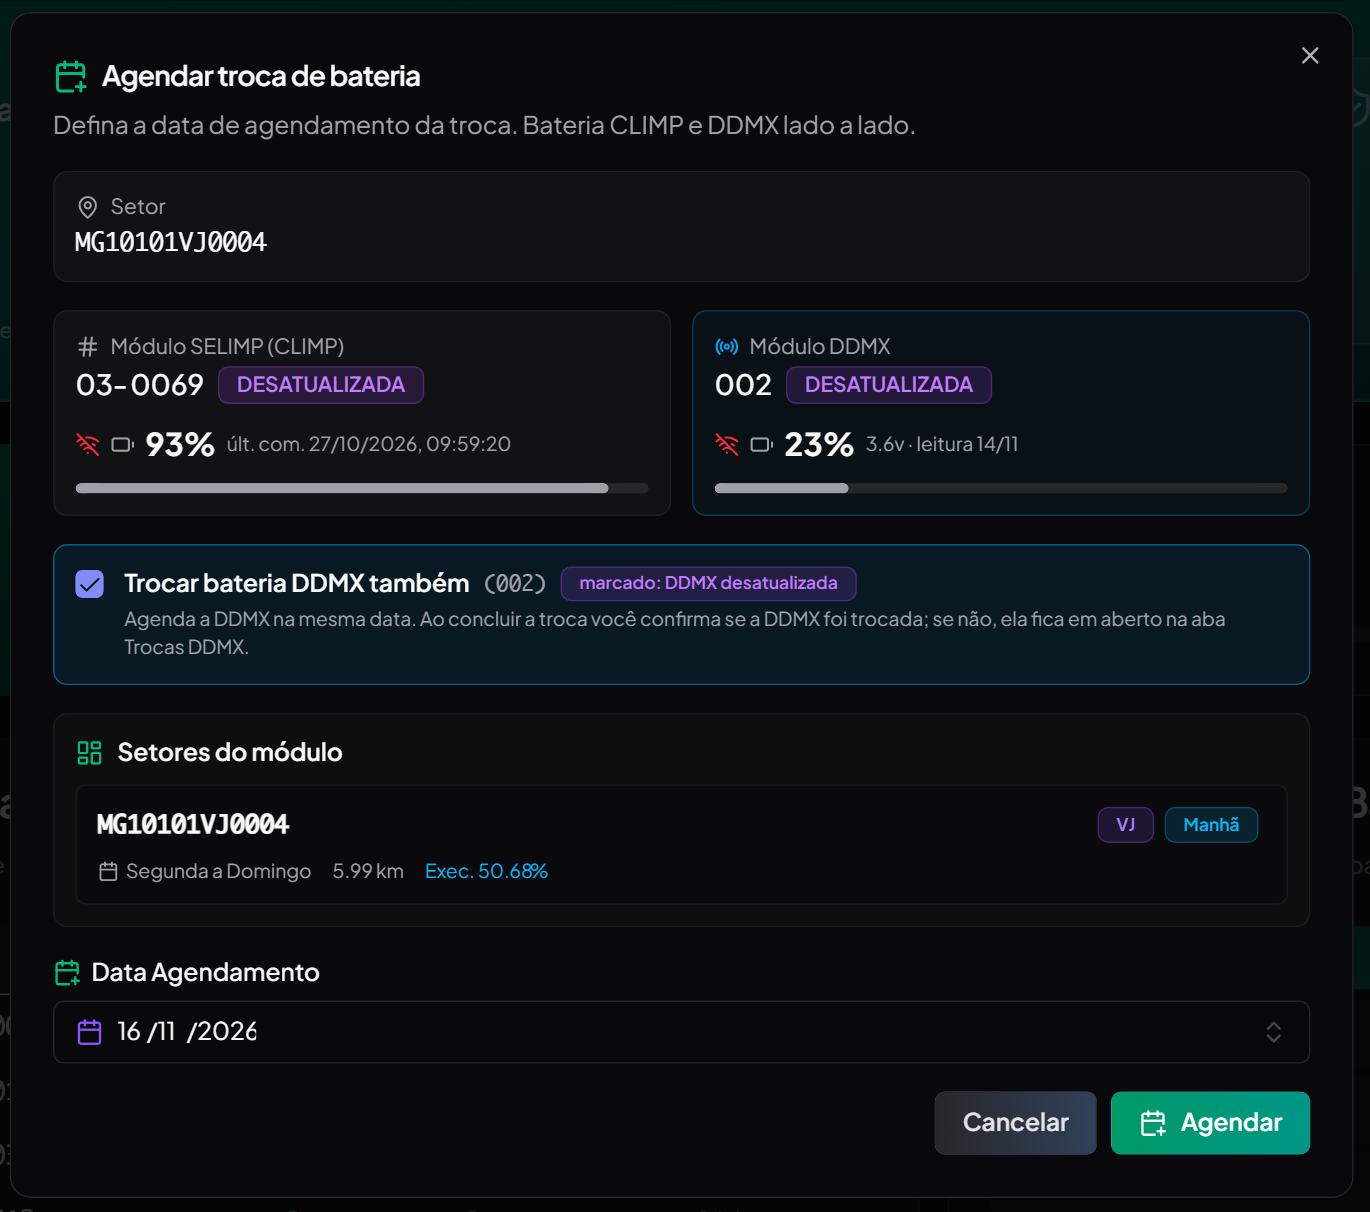 Agendar troca de bateria
Defina a data de agendamento da troca. Bateria CLIMP e DDMX lado a lado.
Setor
MG10101VJ0004
Módulo SELIMP (CLIMP)
03-0069 DESATUALIZADA
93% últ. com. 27/10/2026, 09:59:20
Módulo DDMX
002 DESATUALIZADA
23% 3.6v · leitura 14/11
Trocar bateria DDMX também (002) marcado: DDMX desatualizada
Agenda a DDMX na mesma data. Ao concluir a troca você confirma se a DDMX foi trocada; se não, ela fica em aberto na aba
Trocas DDMX.
Setores do módulo
MG10101VJ0004 VJ Manhã
Segunda a Domingo 5.99 km Exec. 50.68%
Data Agendamento
16 /11 /2026
Cancelar Agendar